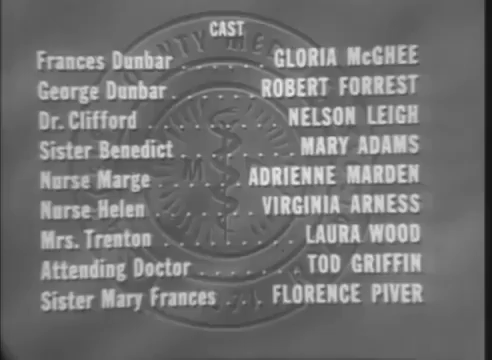 CAST
Frances Dunbar . . . . . . . . GLORIA McGHEE
George Dunbar . . . . . . . ROBERT FORREST
Dr. Clifford . . . . . . . . . . NELSON LEIGH
Sister Benedict . . . . . . . . . MARY ADAMS
Nurse Marge . . . . . . . ADRIENNE MARDEN
Nurse Helen . . . . . . . . VIRGINIA ARNESS
Mrs. Trenton . . . . . . . . . . LAURA WOOD
Attending Doctor . . . . . . . . TOD GRIFFIN
Sister Mary Frances . . . . FLORENCE PIVER